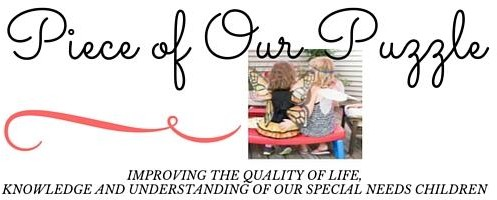 Piece of Our Puzzle
IMPROVING THE QUALITY OF LIFE,
KNOWLEDGE AND UNDERSTANDING OF OUR SPECIAL NEEDS CHILDREN